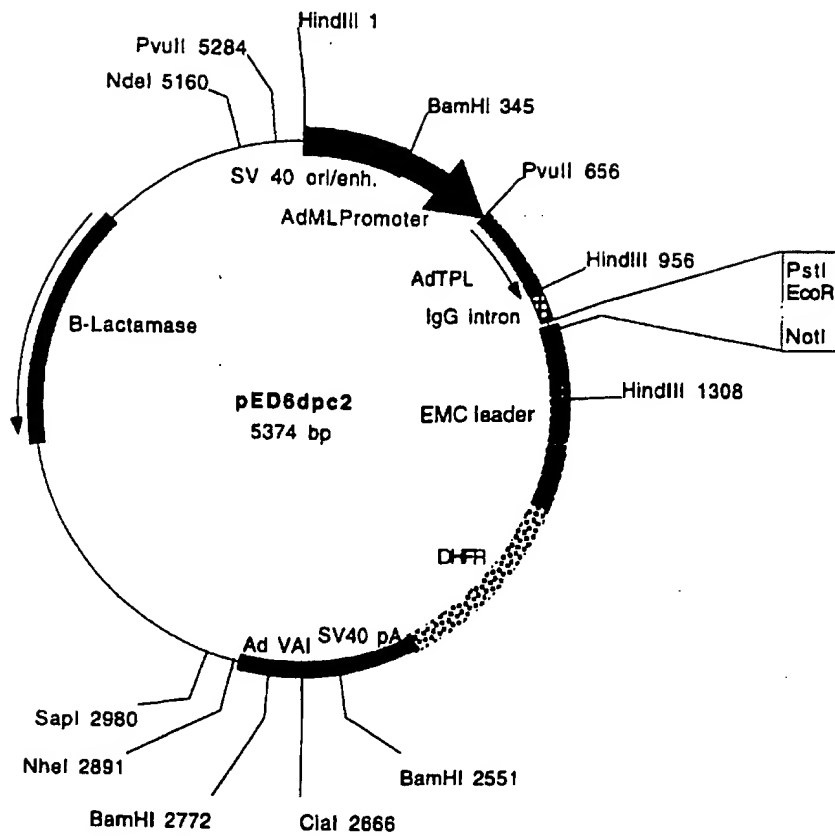 HindIII 1
PvuII 5284
NdeI 5160
BamHI 345
SV 40 ori/enh.
PvuII 656
AdMLPromoter
HindIII 956
PstI
AdTPL
EcoR
IgG intron
B-Lactamase
NotI
pED6dpc2
HindIII 1308
EMC leader
5374 bp
DHFR
SV40 pA
Ad VAI
SapI 2980
NheI 2891
BamHI 2551
BamHI 2772
ClaI 2666